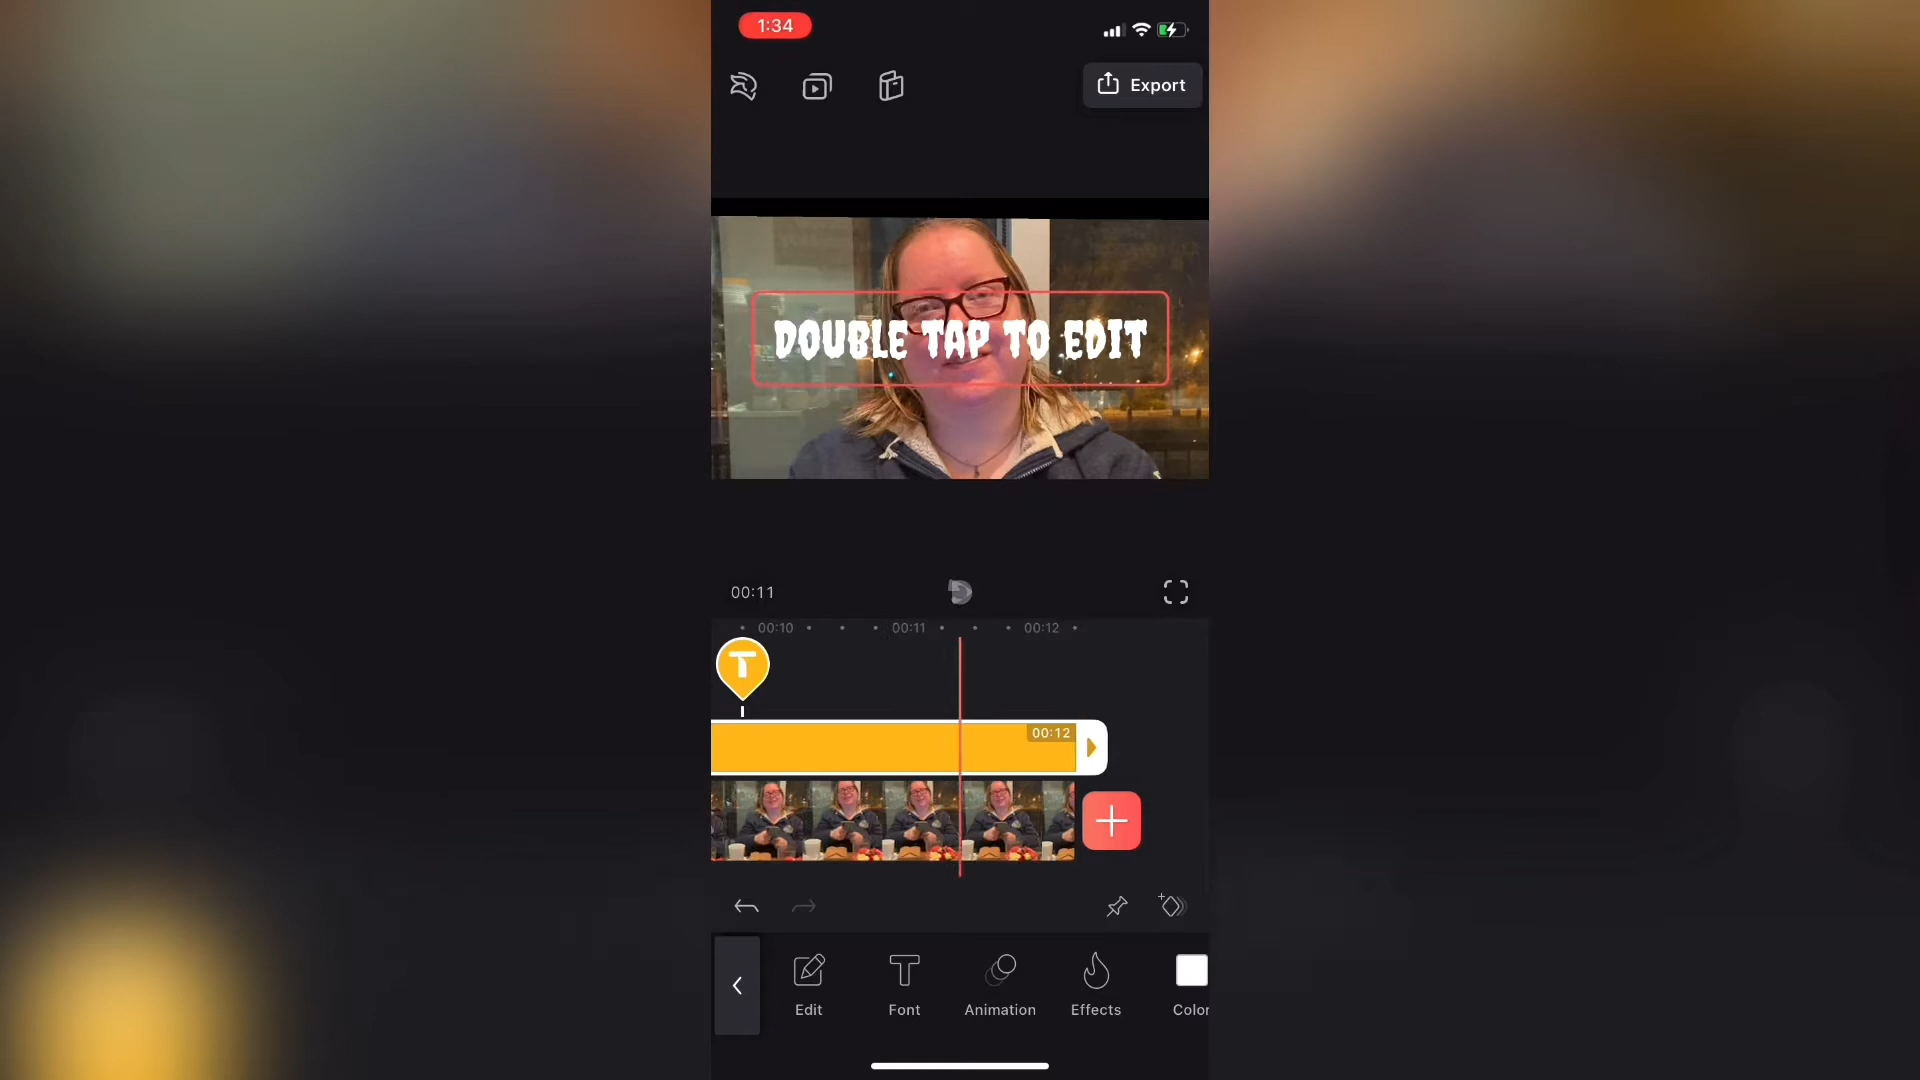 1:34
Export
DOUBLE TAP TO EDIT
00:11
00:10 00:11 00:12
T
00:12
Edit Font Animation Effects Color